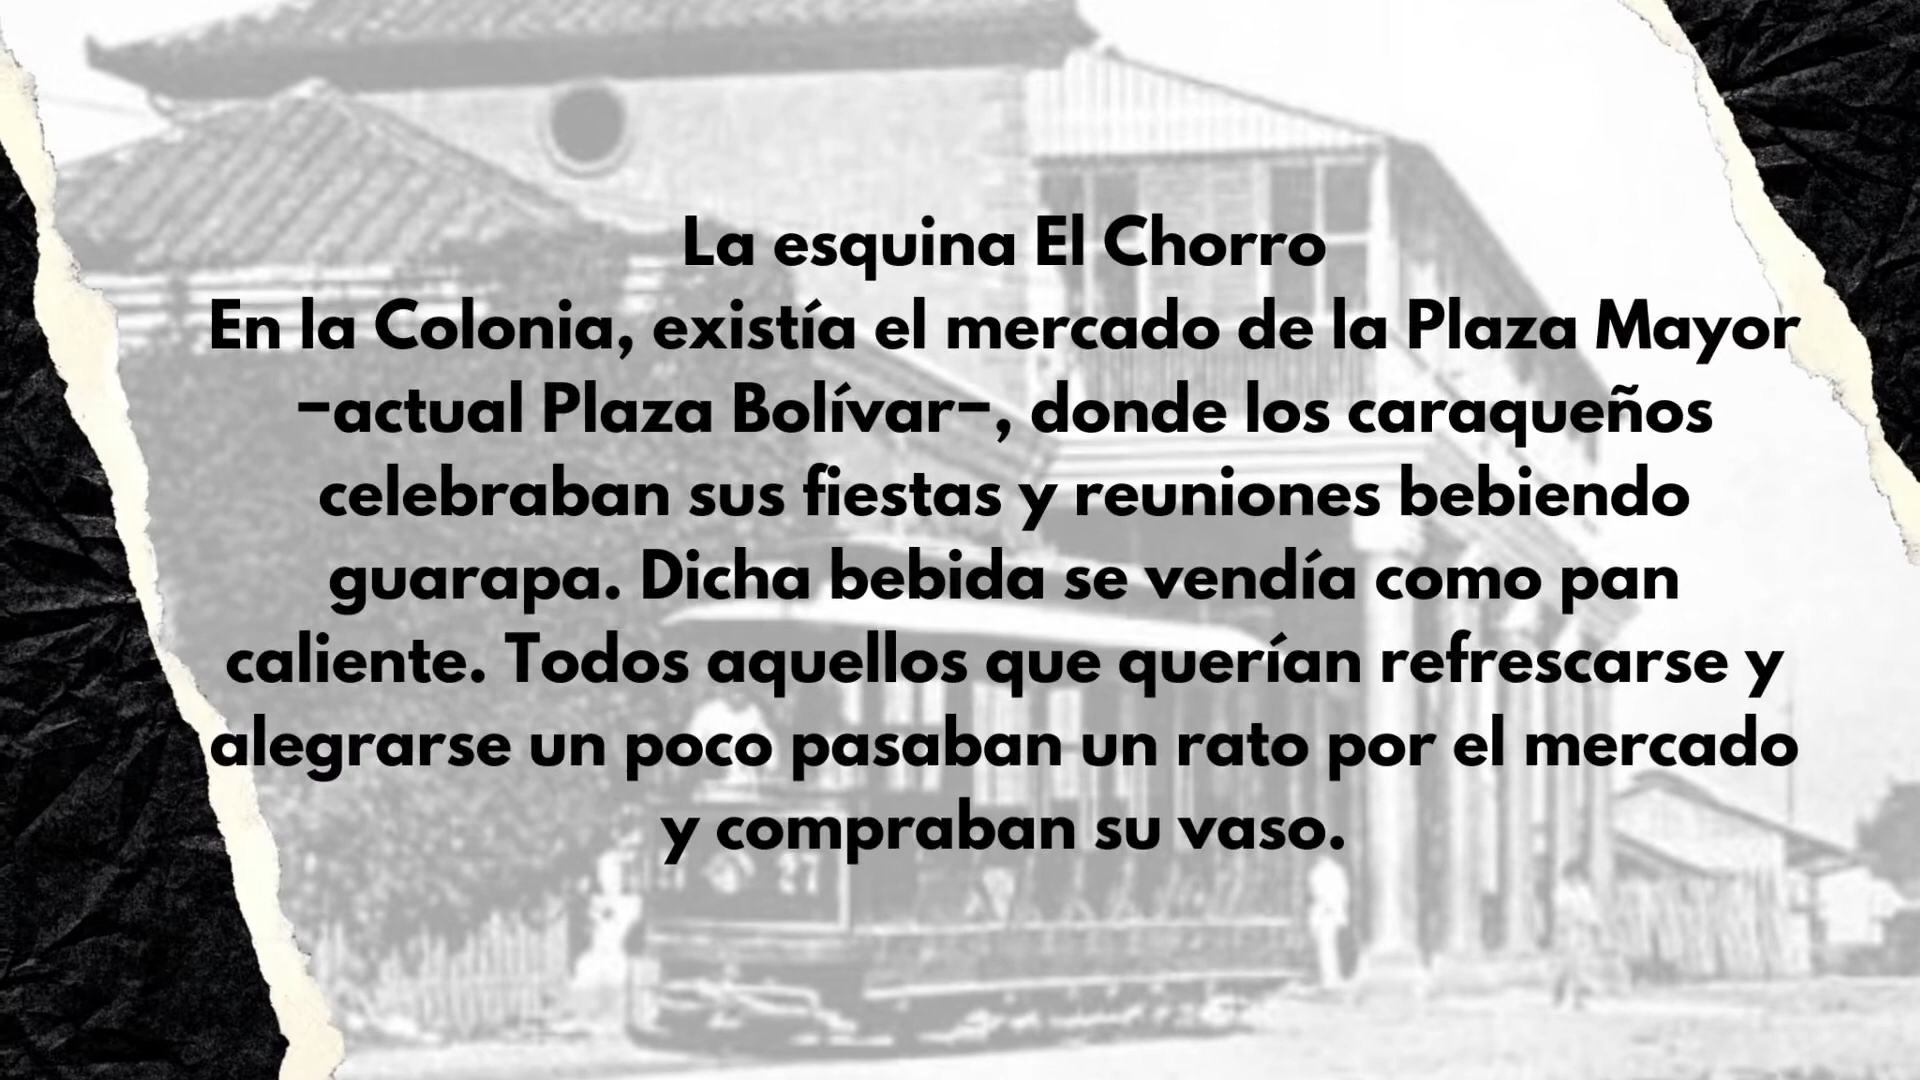 La esquina El Chorro
En la Colonia, existía el mercado de la Plaza Mayor
–actual Plaza Bolívar–, donde los caraqueños
celebraban sus fiestas y reuniones bebiendo
guarapa. Dicha bebida se vendía como pan
caliente. Todos aquellos que querían refrescarse y
alegrarse un poco pasaban un rato por el mercado
y compraban su vaso.
27